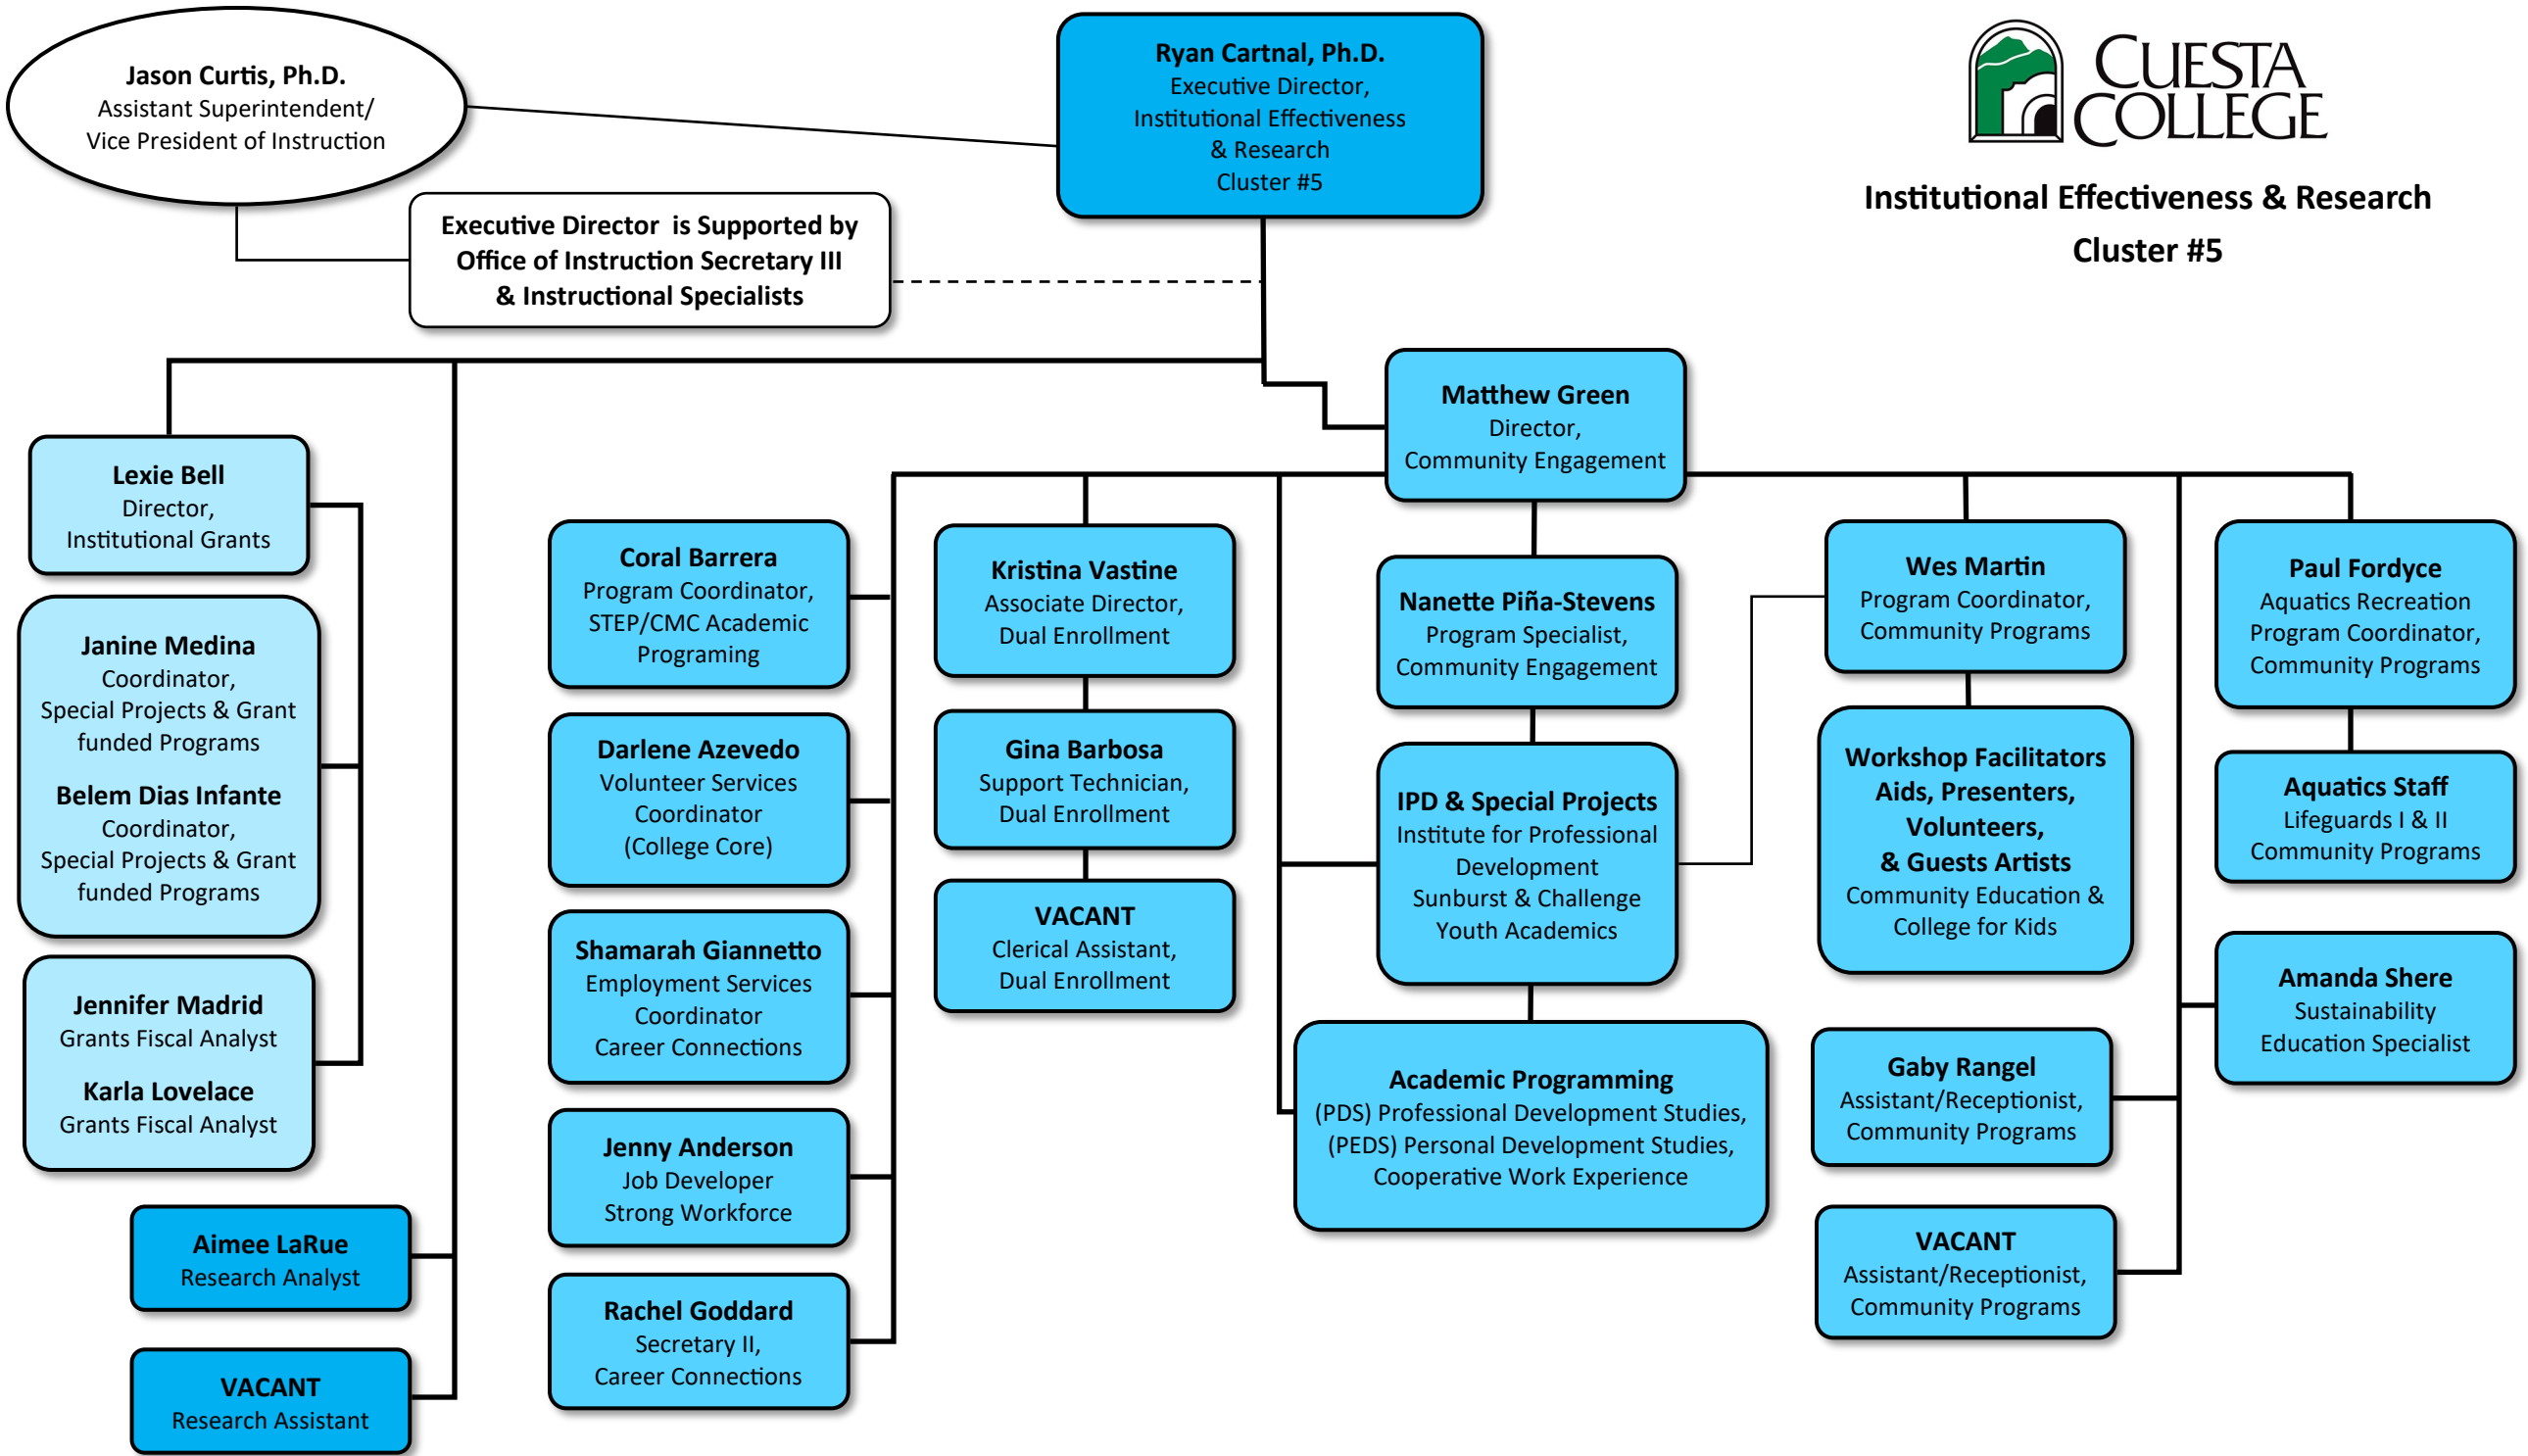 Jason Curtis, Ph.D.
Assistant Superintendent/
Vice President of Instruction
Ryan Cartnal, Ph.D.
Executive Director,
Institutional Effectiveness
& Research
Cluster #5
CUESTA
COLLEGE
Institutional Effectiveness & Research
Cluster #5
Executive Director  is Supported by
Office of Instruction Secretary III
& Instructional Specialists
Matthew Green
Director,
Community Engagement
Lexie Bell
Director,
Institutional Grants
Janine Medina
Coordinator,
Special Projects & Grant
funded Programs
Belem Dias Infante
Coordinator,
Special Projects & Grant
funded Programs
Jennifer Madrid
Grants Fiscal Analyst
Karla Lovelace
Grants Fiscal Analyst
Aimee LaRue
Research Analyst
VACANT
Research Assistant
Coral Barrera
Program Coordinator,
STEP/CMC Academic
Programing
Darlene Azevedo
Volunteer Services
Coordinator
(College Core)
Shamarah Giannetto
Employment Services
Coordinator
Career Connections
Jenny Anderson
Job Developer
Strong Workforce
Rachel Goddard
Secretary II,
Career Connections
Kristina Vastine
Associate Director,
Dual Enrollment
Gina Barbosa
Support Technician,
Dual Enrollment
VACANT
Clerical Assistant,
Dual Enrollment
Nanette Piña-Stevens
Program Specialist,
Community Engagement
IPD & Special Projects
Institute for Professional
Development
Sunburst & Challenge
Youth Academics
Academic Programming
(PDS) Professional Development Studies,
(PEDS) Personal Development Studies,
Cooperative Work Experience
Wes Martin
Program Coordinator,
Community Programs
Workshop Facilitators
Aids, Presenters,
Volunteers,
& Guests Artists
Community Education &
College for Kids
Gaby Rangel
Assistant/Receptionist,
Community Programs
VACANT
Assistant/Receptionist,
Community Programs
Paul Fordyce
Aquatics Recreation
Program Coordinator,
Community Programs
Aquatics Staff
Lifeguards I & II
Community Programs
Amanda Shere
Sustainability
Education Specialist